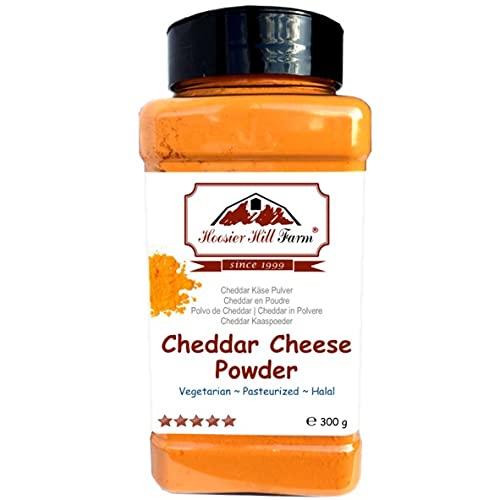 Hoosier Hill Farm®
since 1999
Cheddar Käse Pulver
Cheddar en Poudre
Polvo de Cheddar | Cheddar in Polvere
Cheddar Kaaspoeder
Cheddar Cheese
Powder
Vegetarian ~ Pasteurized ~ Halal
℮ 300 g